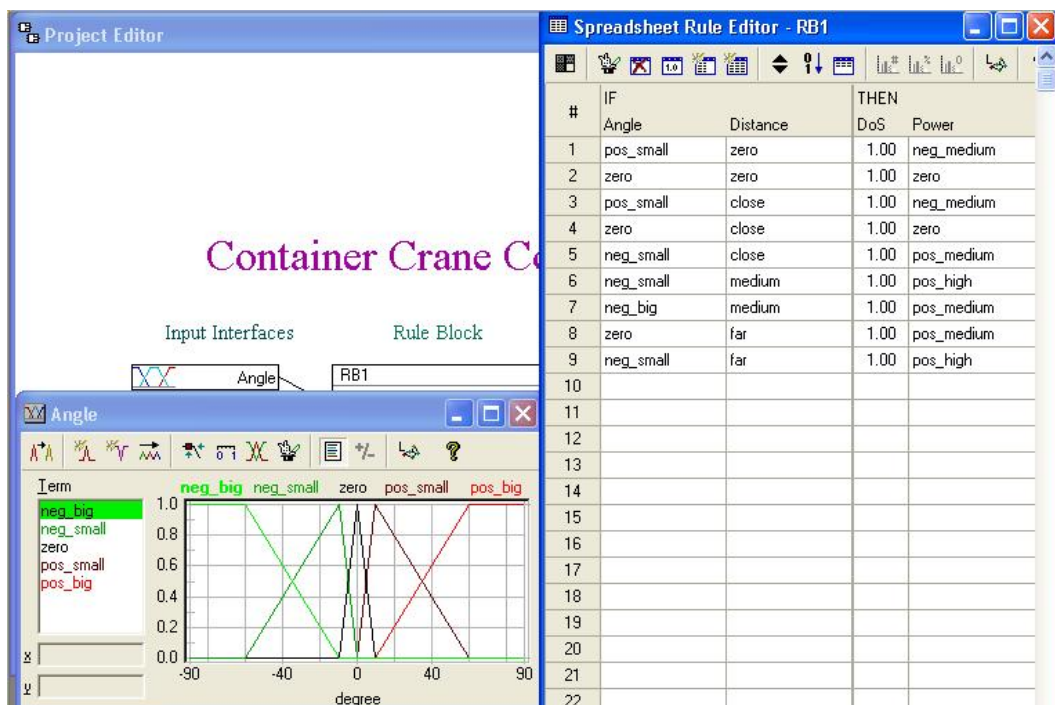 Project Editor
Container Crane Co
Input Interfaces Rule Block
Angle RB1
Angle
Term
neg_big
neg_small
zero
pos_small
pos_big
neg_big neg_small zero pos_small pos_big
1.0
0.8
0.6
0.4
0.2
0.0
-90 -40 0 40 90
degree
x
y
Spreadsheet Rule Editor - RB1
# IF THEN
Angle Distance DoS Power
1 pos_small zero 1.00 neg_medium
2 zero zero 1.00 zero
3 pos_small close 1.00 neg_medium
4 zero close 1.00 zero
5 neg_small close 1.00 pos_medium
6 neg_small medium 1.00 pos_high
7 neg_big medium 1.00 pos_medium
8 zero far 1.00 pos_medium
9 neg_small far 1.00 pos_high
10
11
12
13
14
15
16
17
18
19
20
21
22